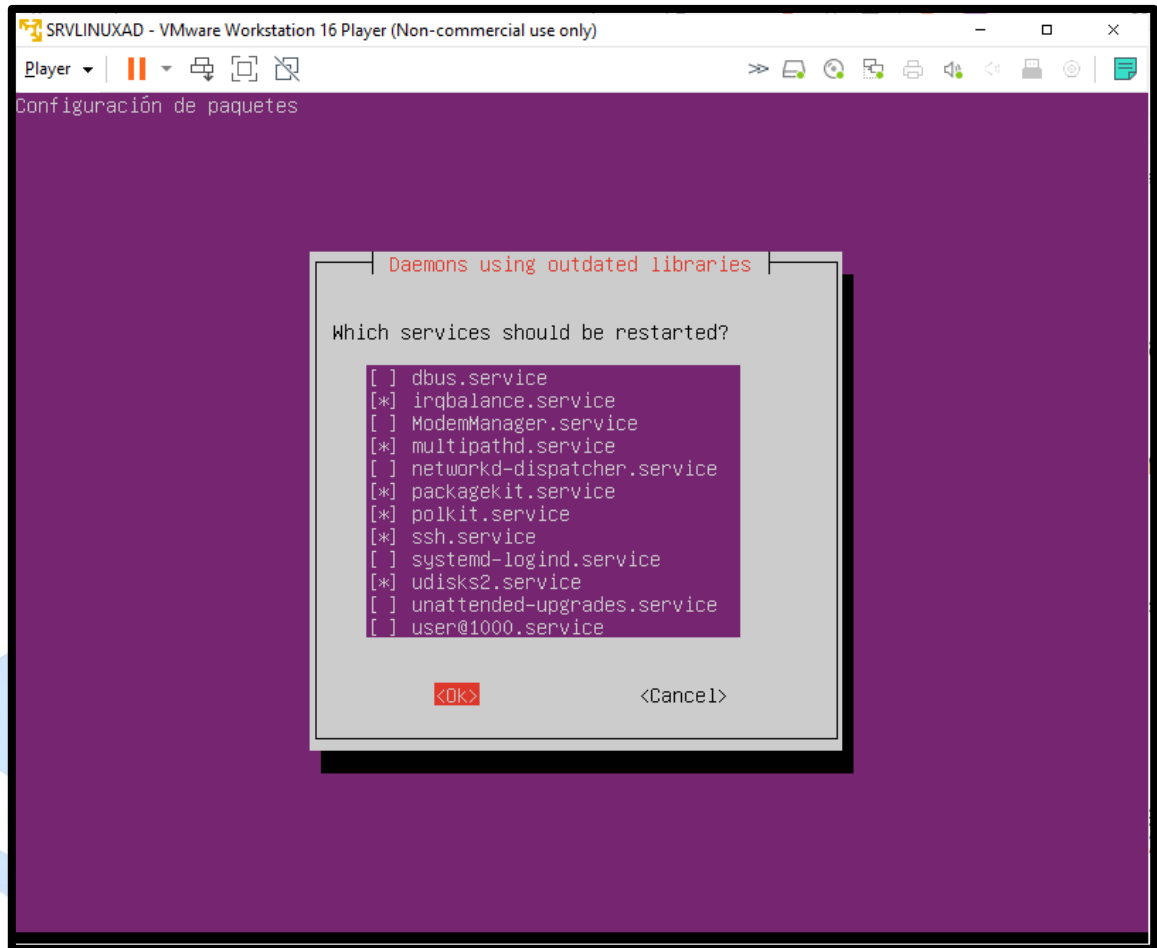 SRVLINUXAD - VMware Workstation 16 Player (Non-commercial use only)
Player
Configuración de paquetes
Daemons using outdated libraries
Which services should be restarted?
[ ] dbus.service
[*] irqbalance.service
[ ] ModemManager.service
[*] multipathd.service
[ ] networkd-dispatcher.service
[*] packagekit.service
[*] polkit.service
[*] ssh.service
[ ] systemd-logind.service
[*] udisks2.service
[ ] unattended-upgrades.service
[ ] user@1000.service
<Ok> <Cancel>